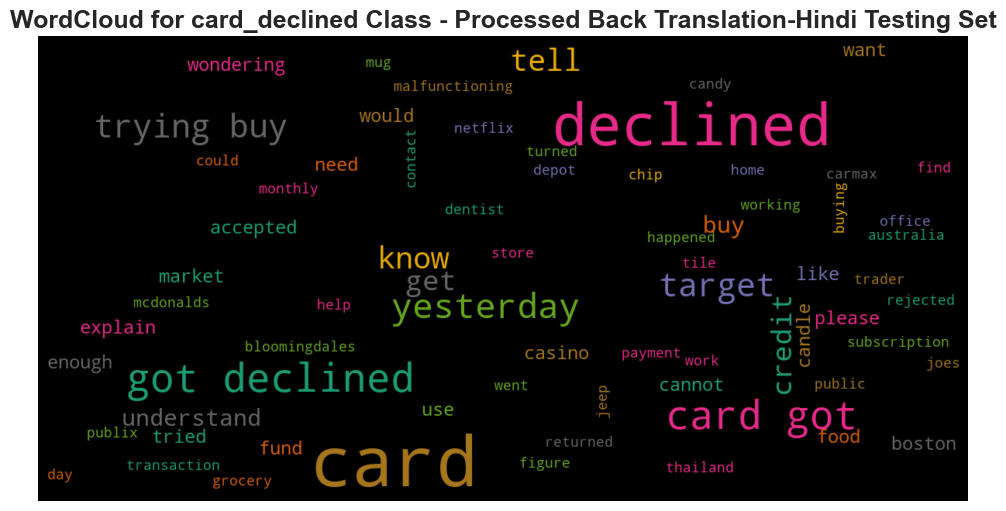 WordCloud for card_declined Class - Processed Back Translation-Hindi Testing Set
want
tell
mug
wondering
candy
malfunctioning
declined
would
trying buy
netflix
contact
turned
could
need
depot
chip
home
carmax
find
monthly
buying
working
dentist
office
accepted
buy
happened
australia
store
know
tile
market
get
target
like
trader
mcdonalds
help
yesterday
rejected
explain
credit
candle
please
bloomingdales
subscription
enough
casino
payment
work
joes
got declined
went
cannot
public
jeep
understand
use
card got
publix
tried
fund
card
returned
food
boston
transaction
figure
thailand
day
grocery